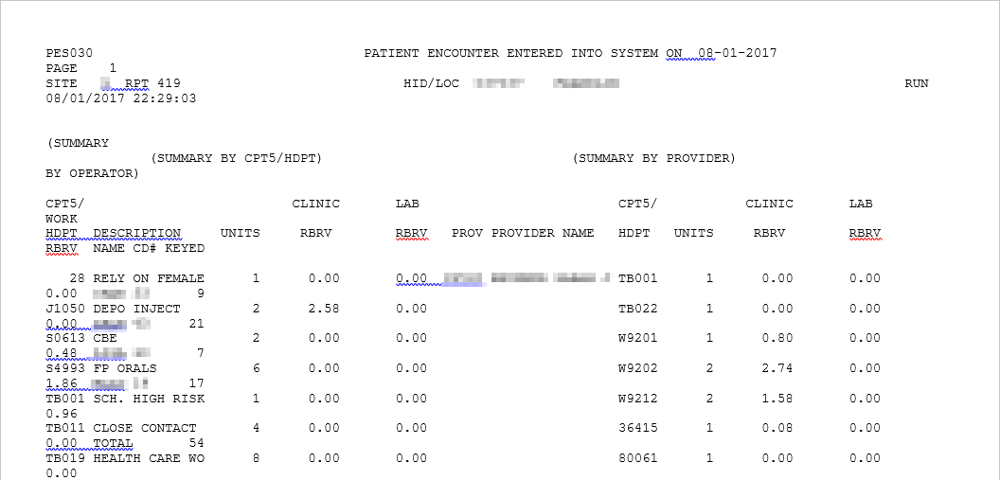 PES030 PATIENT ENCOUNTER ENTERED INTO SYSTEM ON 08-01-2017
PAGE 1
SITE RPT 419 HID/LOC RUN
08/01/2017 22:29:03
(SUMMARY
(SUMMARY BY CPT5/HDPT) (SUMMARY BY PROVIDER)
BY OPERATOR)
CPT5/ CLINIC LAB CPT5/ CLINIC LAB
WORK
HDPT DESCRIPTION UNITS RBRV RBRV PROV PROVIDER NAME HDPT UNITS RBRV RBRV
RBRV NAME CD# KEYED
28 RELY ON FEMALE 1 0.00 0.00 TB001 1 0.00 0.00
0.00 9
J1050 DEPO INJECT 2 2.58 0.00 TB022 1 0.00 0.00
0.00 21
S0613 CBE 2 0.00 0.00 W9201 1 0.80 0.00
0.48 7
S4993 FP ORALS 6 0.00 0.00 W9202 2 2.74 0.00
1.86 17
TB001 SCH. HIGH RISK 1 0.00 0.00 W9212 2 1.58 0.00
0.96
TB011 CLOSE CONTACT 4 0.00 0.00 36415 1 0.08 0.00
0.00 TOTAL 54
TB019 HEALTH CARE WO 8 0.00 0.00 80061 1 0.00 0.00
0.00